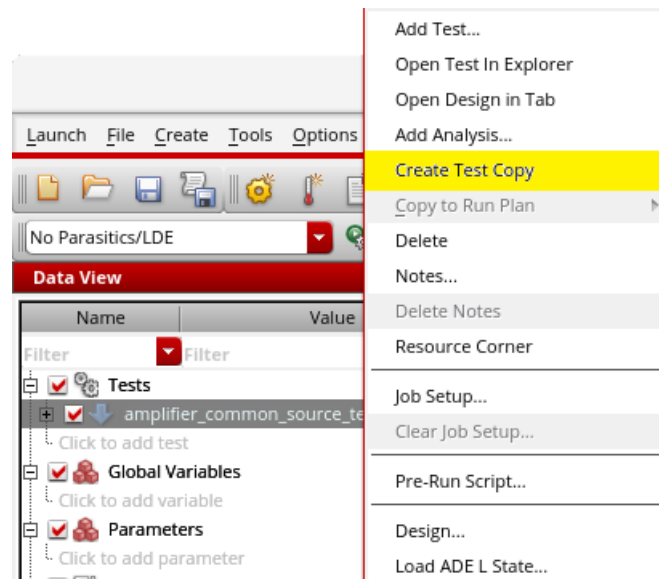 Launch File Create Tools Options
No Parasitics/LDE
Data View
Name Value
Filter Filter
Tests
amplifier_common_source_te
Click to add test
Global Variables
Click to add variable
Parameters
Click to add parameter
Add Test...
Open Test In Explorer
Open Design in Tab
Add Analysis...
Create Test Copy
Copy to Run Plan
Delete
Notes...
Delete Notes
Resource Corner
Job Setup...
Clear Job Setup...
Pre-Run Script...
Design...
Load ADE L State...